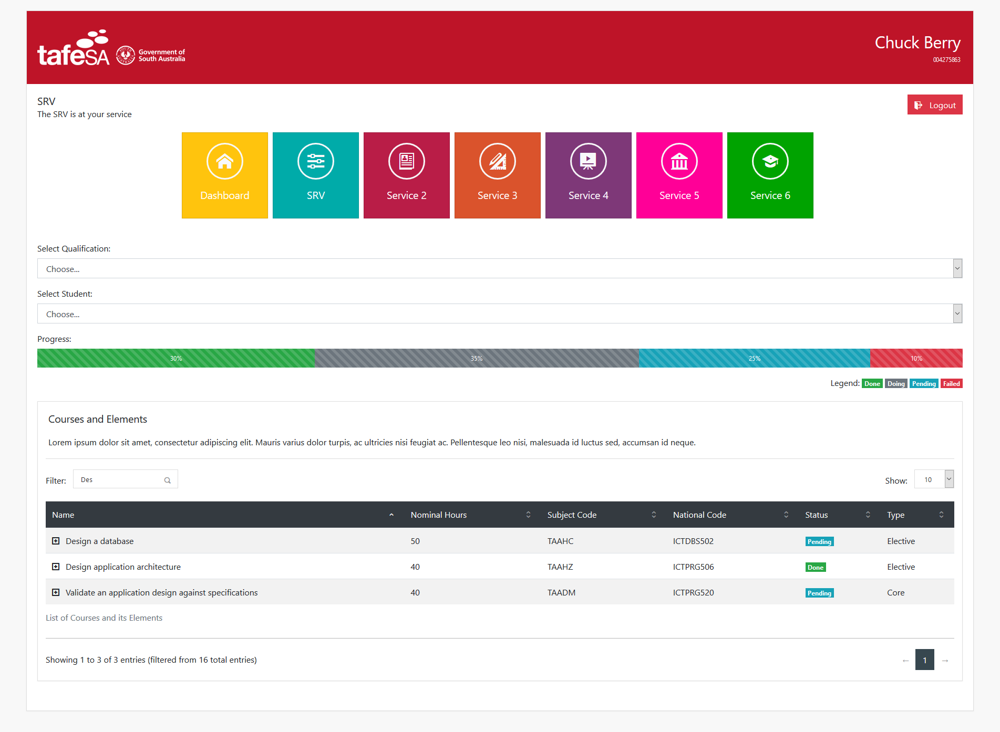 tafeSA
Government of
South Australia
Chuck Berry
004275863
SRV
The SRV is at your service
Logout
Dashboard
SRV
Service 2
Service 3
Service 4
Service 5
Service 6
Select Qualification:
Choose...
Select Student:
Choose...
Progress:
30% 35% 25% 10%
Legend: Done Doing Pending Failed
Courses and Elements
Lorem ipsum dolor sit amet, consectetur adipiscing elit. Mauris varius dolor turpis, ac ultricies nisi feugiat ac. Pellentesque leo nisi, malesuada id luctus sed, accumsan id neque.
Filter: Des
Show: 10
Name Nominal Hours Subject Code National Code Status Type
Design a database 50 TAAHC ICTDBS502 Pending Elective
Design application architecture 40 TAAHZ ICTPRG506 Done Elective
Validate an application design against specifications 40 TAADM ICTPRG520 Pending Core
List of Courses and its Elements
Showing 1 to 3 of 3 entries (filtered from 16 total entries)
← 1 →